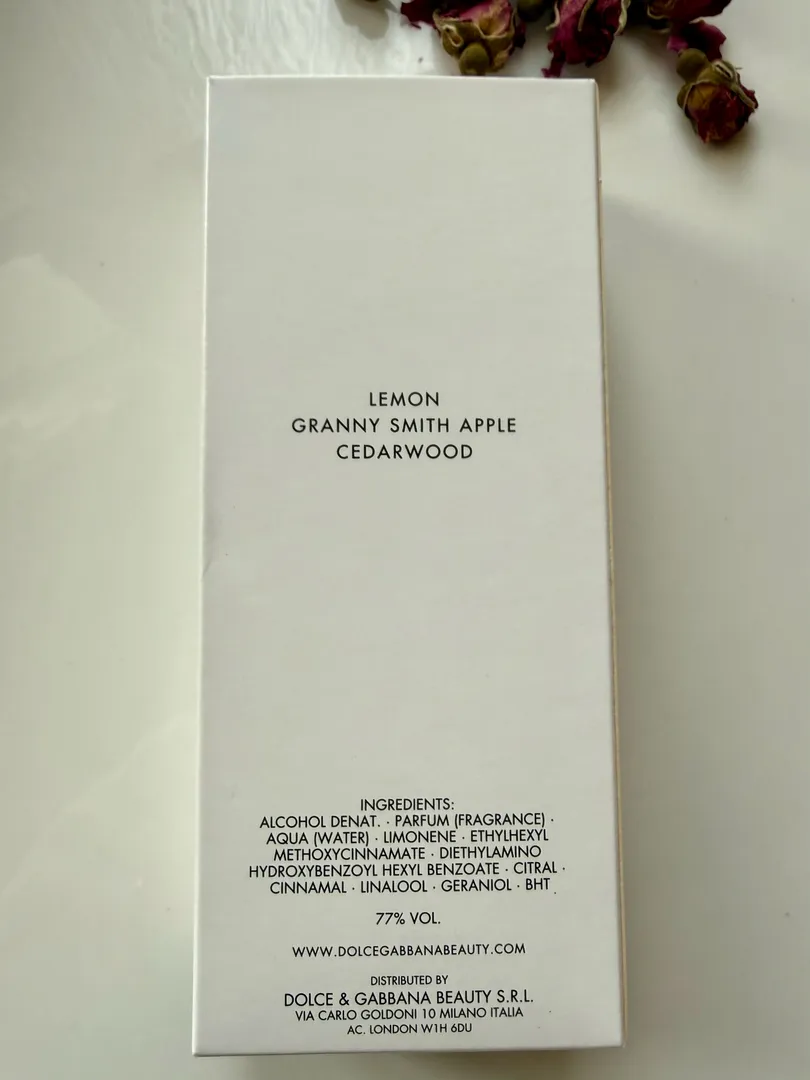 LEMON
GRANNY SMITH APPLE
CEDARWOOD
INGREDIENTS:
ALCOHOL DENAT. · PARFUM (FRAGRANCE) ·
AQUA (WATER) · LIMONENE · ETHYLHEXYL
METHOXYCINNAMATE · DIETHYLAMINO
HYDROXYBENZOYL HEXYL BENZOATE · CITRAL ·
CINNAMAL · LINALOOL · GERANIOL · BHT .
77% VOL.
WWW.DOLCEGABBANABEAUTY.COM
DISTRIBUTED BY
DOLCE & GABBANA BEAUTY S.R.L.
VIA CARLO GOLDONI 10 MILANO ITALIA
AC. LONDON W1H 6DU